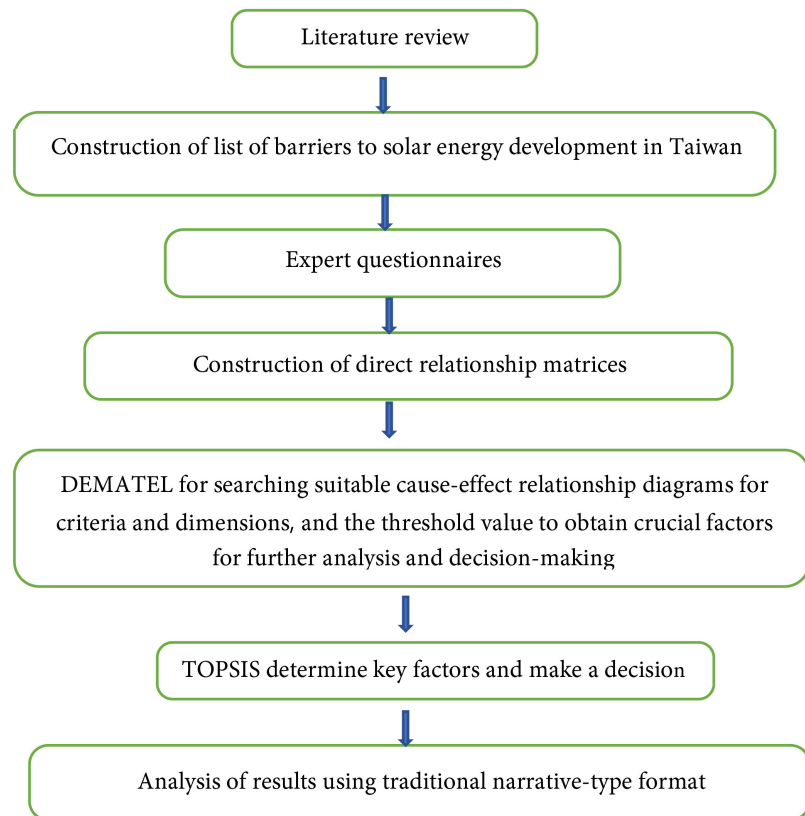 Literature review
Construction of list of barriers to solar energy development in Taiwan
Expert questionnaires
Construction of direct relationship matrices
DEMATEL for searching suitable cause-effect relationship diagrams for
criteria and dimensions, and the threshold value to obtain crucial factors
for further analysis and decision-making
TOPSIS determine key factors and make a decision
Analysis of results using traditional narrative-type format